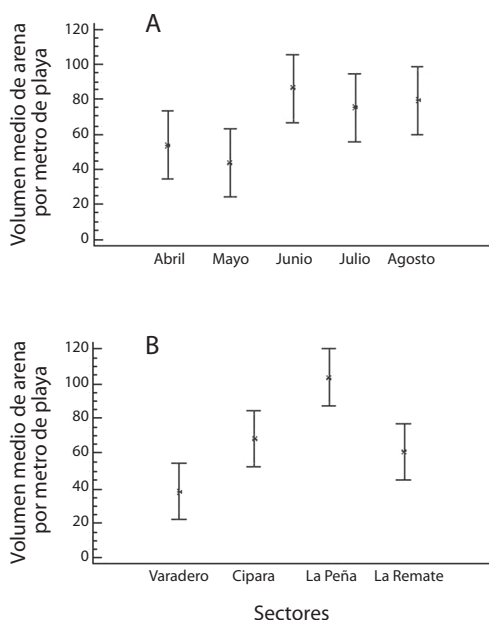 A
Volumen medio de arena
por metro de playa
120
100
80
60
40
20
0
Abril Mayo Junio Julio Agosto
B
Volumen medio de arena
por metro de playa
120
100
80
60
40
20
0
Varadero Cipara La Peña La Remate
Sectores